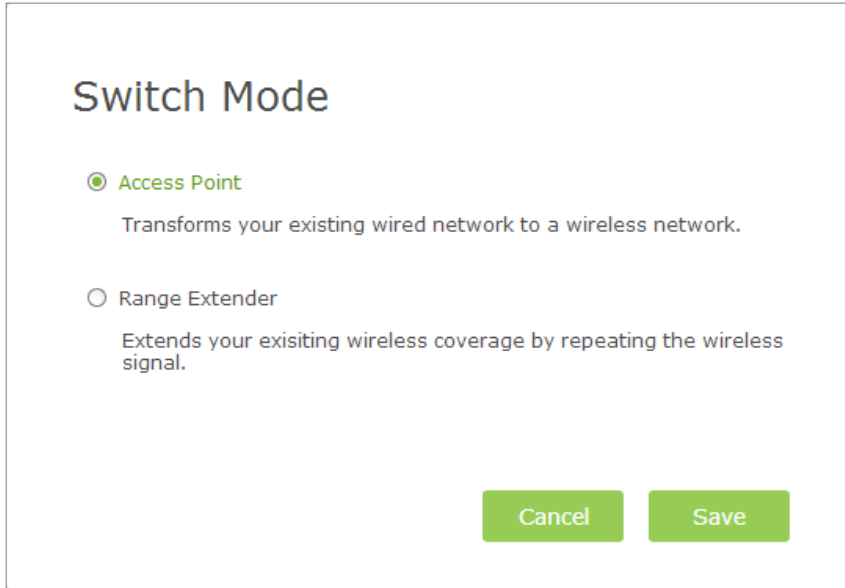 Switch Mode
Access Point
Transforms your existing wired network to a wireless network.
Range Extender
Extends your exisiting wireless coverage by repeating the wireless
signal.
Cancel Save